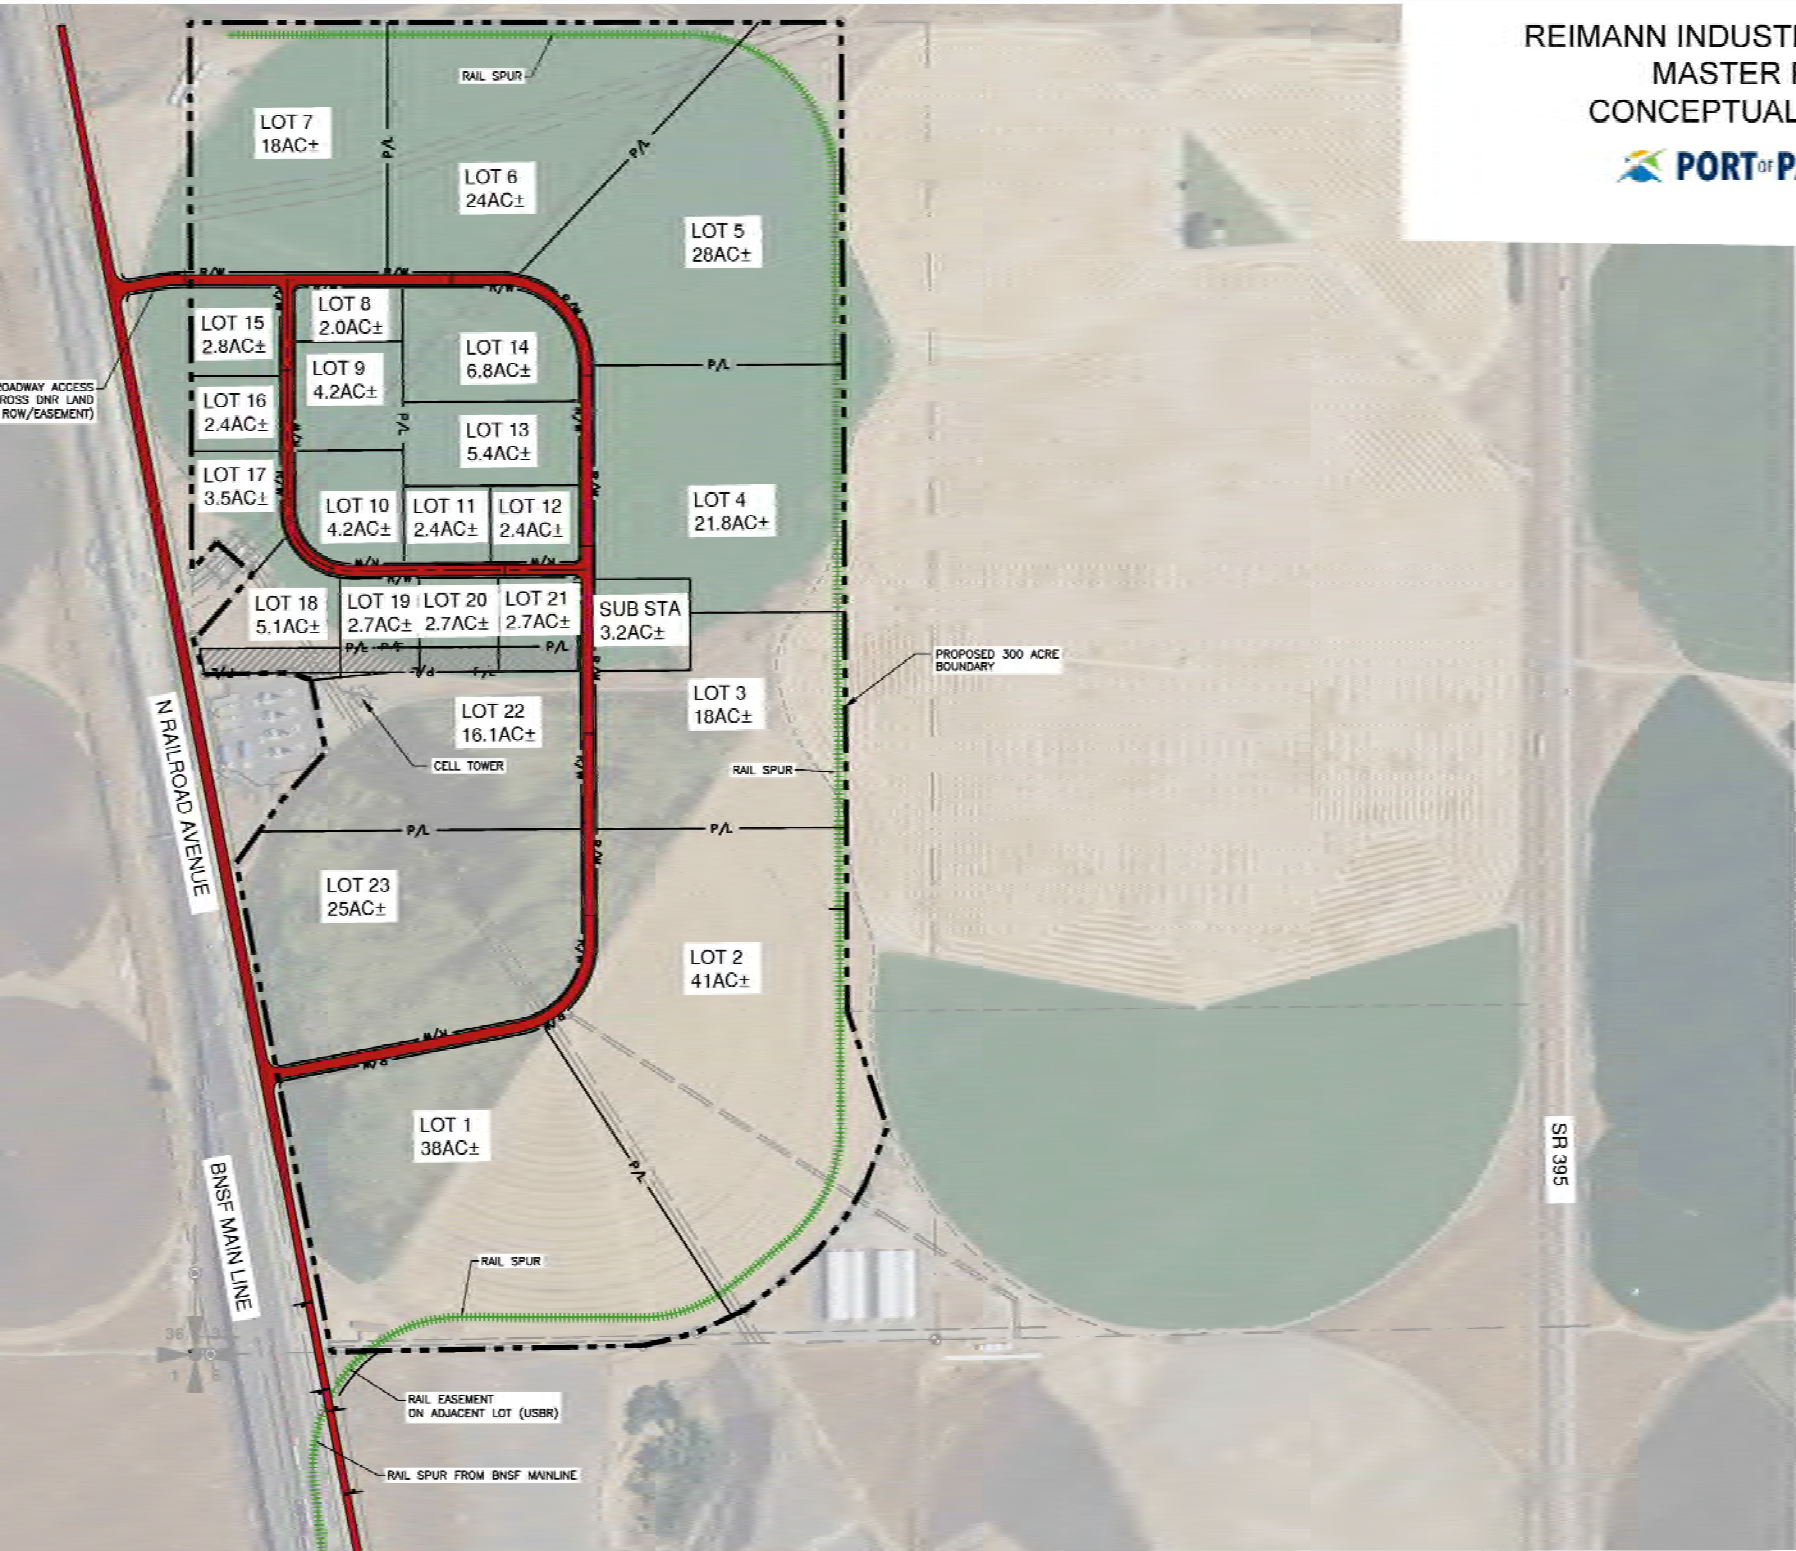 REIMANN INDUSTI
MASTER
CONCEPTUAL
PORT OF PA
RAIL SPUR
LOT 7
18AC±
P/L
P/L
LOT 6
24AC±
LOT 5
28AC±
R/W
R/W
R/W
R/W
LOT 15
2.8AC±
LOT 8
2.0AC±
LOT 14
6.8AC±
LOT 9
4.2AC±
P/L
ROADWAY ACCESS
ROSS DNR LAND
ROW/EASEMENT)
LOT 16
2.4AC±
P/L
R/W
R/W
LOT 13
5.4AC±
LOT 17
3.5AC±
R/W
R/W
LOT 10
4.2AC±
LOT 11
2.4AC±
LOT 12
2.4AC±
LOT 4
21.8AC±
R/W
R/W
R/W
LOT 18
5.1AC±
LOT 19
2.7AC±
LOT 20
2.7AC±
LOT 21
2.7AC±
SUB STA
3.2AC±
P/L
P/L
P/L
R/W
PROPOSED 300 ACRE
BOUNDARY
P/L
P/L
LOT 3
18AC±
LOT 22
16.1AC±
CELL TOWER
RAIL SPUR
R/W
N RAILROAD AVENUE
P/L
P/L
R/W
LOT 23
25AC±
LOT 2
41AC±
R/W
R/W
R/W
R/W
LOT 1
38AC±
P/L
SR 395
BNSF MAIN LINE
RAIL SPUR
36
1
6
RAIL EASEMENT
ON ADJACENT LOT (USBR)
RAIL SPUR FROM BNSF MAINLINE